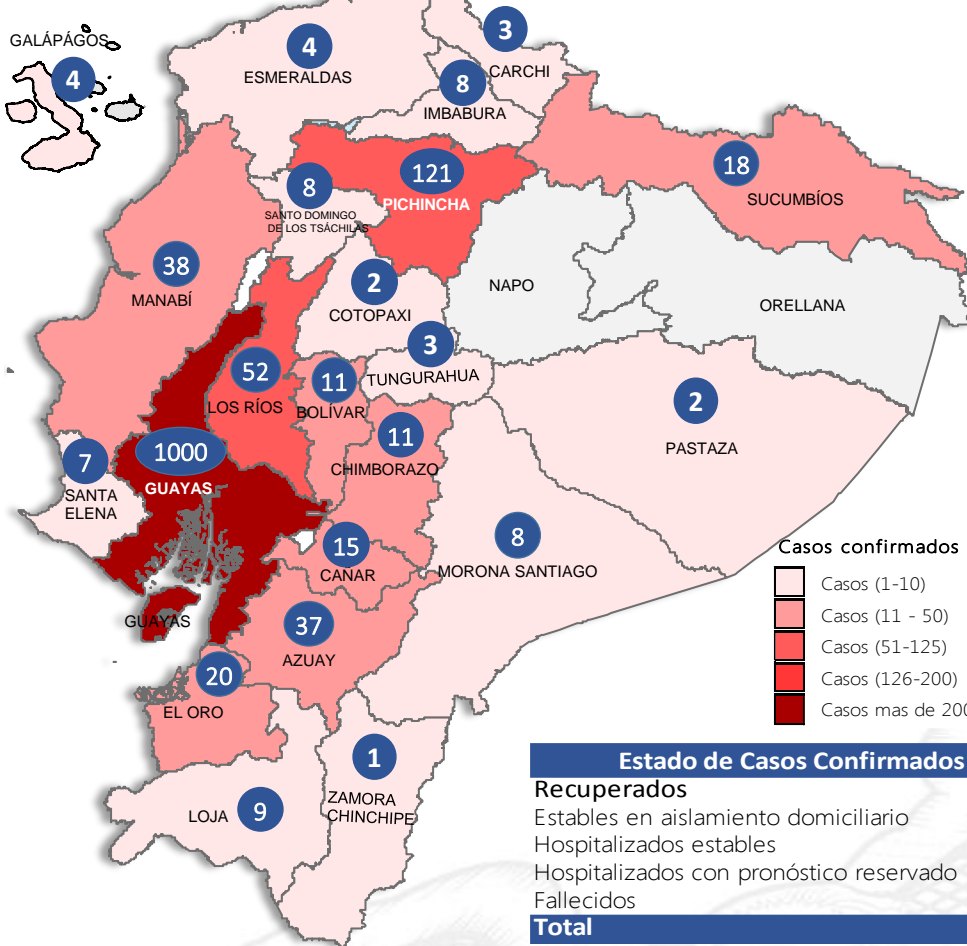 GALÁPAGOS
4
4
ESMERALDAS
3
CARCHI
8
IMBABURA
18
SUCUMBÍOS
121
PICHINCHA
8
SANTO DOMINGO
DE LOS TSÁCHILAS
38
MANABÍ
2
COTOPAXI
NAPO
ORELLANA
3
TUNGURAHUA
52
LOS RÍOS
11
BOLÍVAR
2
PASTAZA
11
CHIMBORAZO
1000
GUAYAS
7
SANTA
ELENA
15
CAÑAR
8
MORONA SANTIAGO
GUAYAS
37
AZUAY
20
EL ORO
1
ZAMORA
CHINCHIPE
LOJA
9
Casos confirmados
Casos (1-10)
Casos (11 - 50)
Casos (51-125)
Casos (126-200)
Casos mas de 200
Estado de Casos Confirmados
Recuperados
Estables en aislamiento domiciliario
Hospitalizados estables
Hospitalizados con pronóstico reservado
Fallecidos
Total